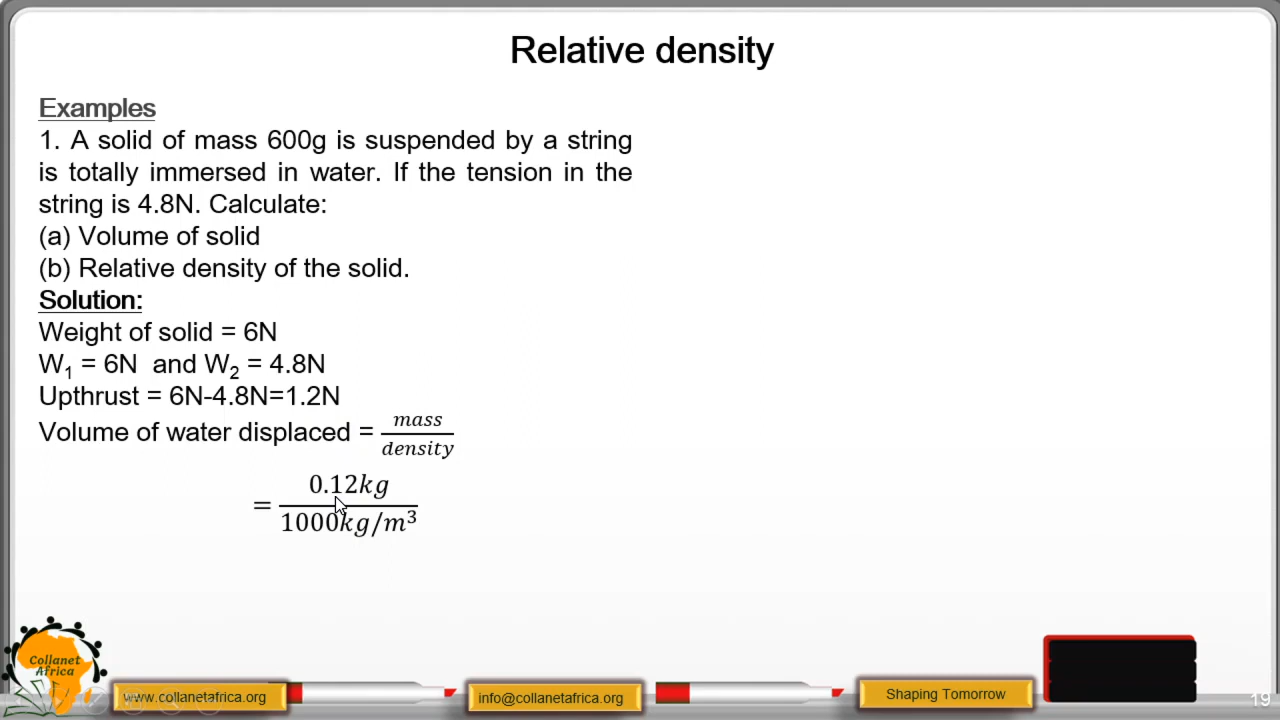 Relative density
Examples
1. A solid of mass 600g is suspended by a string
is totally immersed in water. If the tension in the
string is 4.8N. Calculate:
(a) Volume of solid
(b) Relative density of the solid.
Solution:
Weight of solid = 6N
W₁ = 6N and W₂ = 4.8N
Upthrust = 6N-4.8N=1.2N
Volume of water displaced = mass/density
= 0.12kg/1000kg/m³
Collanet
Africa
www.collanetafrica.org
info@collanetafrica.org
Shaping Tomorrow
19